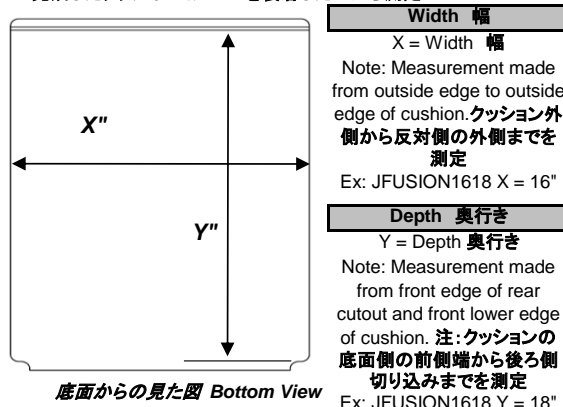 X"
Y"
底面からの見た図 Bottom View
Width 幅
X = Width 幅
Note: Measurement made
from outside edge to outside
edge of cushion.クッション外
側から反対側の外側までを
測定
Ex: JFUSION1618 X = 16"
Depth 奥行き
Y = Depth 奥行き
Note: Measurement made
from front edge of rear
cutout and front lower edge
of cushion. 注：クッションの
底面側の前側端から後ろ側
切り込みまでを測定
Ex: JFUSION1618 Y = 18"